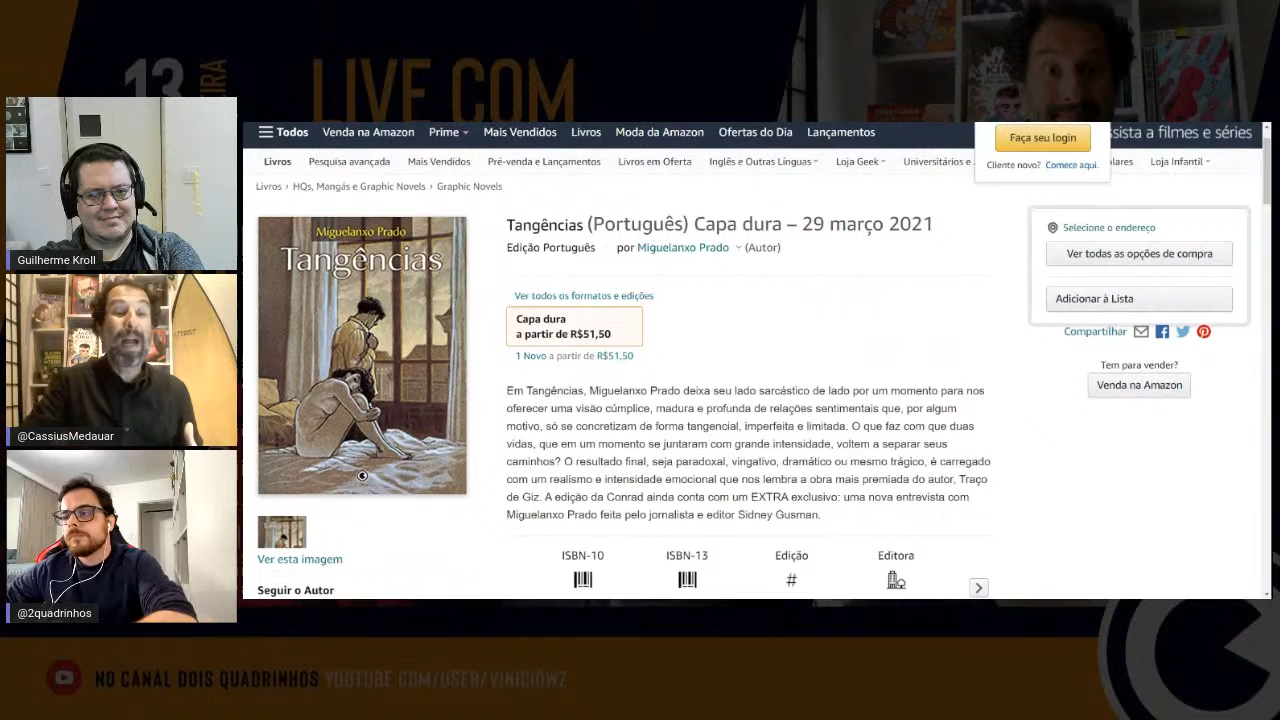 13
EIRA
LIVE COM
Guilherme Kroll
@CassiusMedauar
@2quadrinhos
Todos Venda na Amazon Prime Mais Vendidos Livros Moda da Amazon Ofertas do Dia Lançamentos
ssista a filmes e séries
Faça seu login
Cliente novo? Comece aqui.
Livros Pesquisa avançada Mais Vendidos Pré-venda e Lançamentos Livros em Oferta Inglês e Outras Línguas Loja Geek Universitários e olares Loja Infantil
Livros › HQs, Mangás e Graphic Novels › Graphic Novels
Miguelanxo Prado
Tangências
Tangências (Português) Capa dura – 29 março 2021
Edição Português por Miguelanxo Prado (Autor)
Ver todos os formatos e edições
Capa dura
a partir de R$51,50
1 Novo a partir de R$51,50
Em Tangências, Miguelanxo Prado deixa seu lado sarcástico de lado por um momento para nos
oferecer uma visão cúmplice, madura e profunda de relações sentimentais que, por algum
motivo, só se concretizam de forma tangencial, imperfeita e limitada. O que faz com que duas
vidas, que em um momento se juntaram com grande intensidade, voltem a separar seus
caminhos? O resultado final, seja paradoxal, vingativo, dramático ou mesmo trágico, é carregado
com um realismo e intensidade emocional que nos lembra a obra mais premiada do autor, Traço
de Giz. A edição da Conrad ainda conta com um EXTRA exclusivo: uma nova entrevista com
Miguelanxo Prado feita pelo jornalista e editor Sidney Gusman.
ISBN-10 ISBN-13 Edição Editora
#
Ver esta imagem
Seguir o Autor
Selecione o endereço
Ver todas as opções de compra
Adicionar à Lista
Compartilhar
Tem para vender?
Venda na Amazon
NO CANAL DOIS QUADRINHOS YOUTUBE.COM/USER/VINICIOWZ